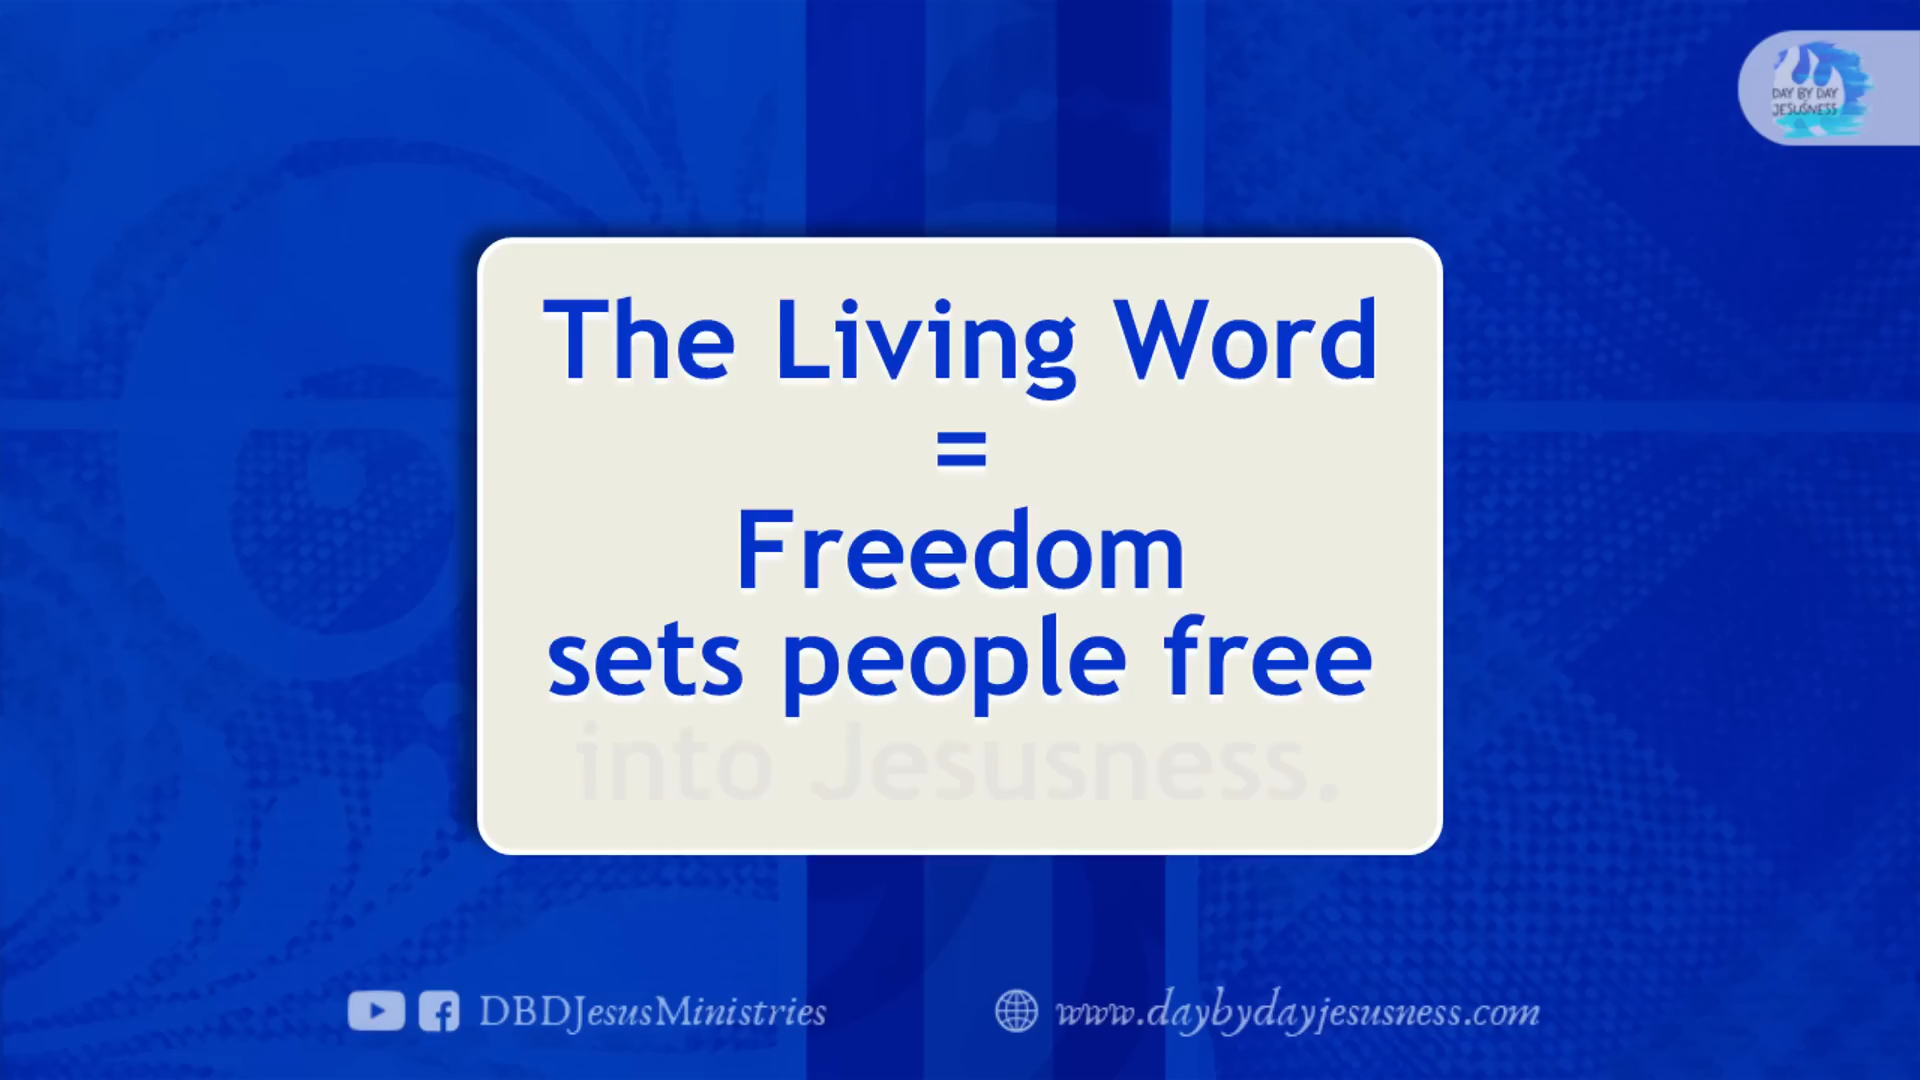 DAY BY DAY
JESUSNESS
The Living Word
=
Freedom
sets people free
into Jesusness.
DBDJesusMinistries
www.daybydayjesusness.com